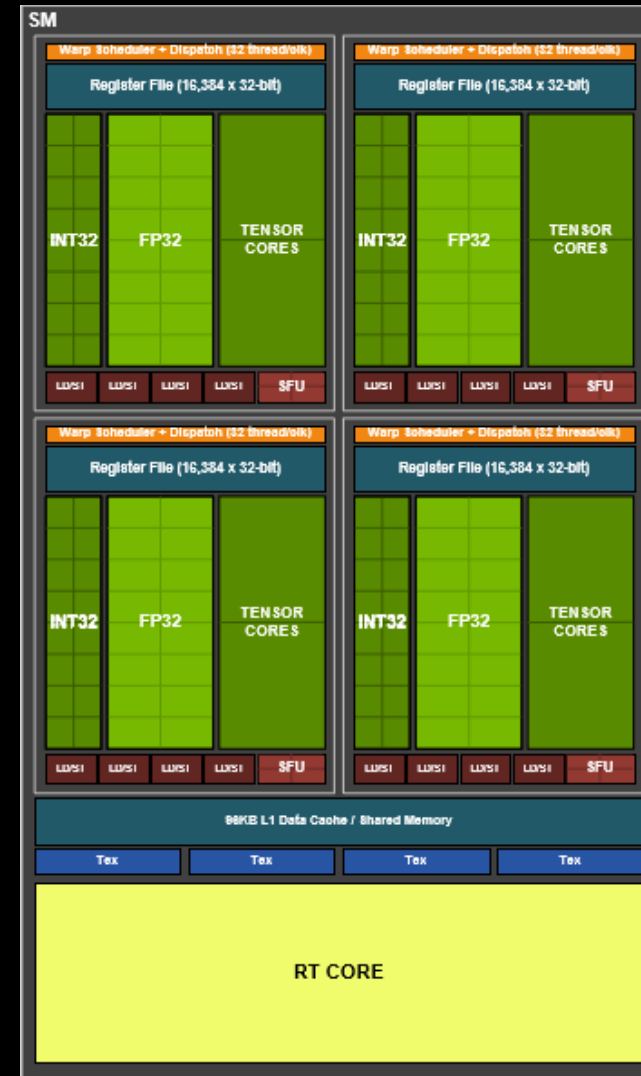 SM
Warp Scheduler + Dispatch (32 thread/clk)
Warp Scheduler + Dispatch (32 thread/clk)
Register File (16,384 x 32-bit)
Register File (16,384 x 32-bit)
INT32
FP32
TENSOR
CORES
INT32
FP32
TENSOR
CORES
LD/ST
LD/ST
LD/ST
LD/ST
SFU
LD/ST
LD/ST
LD/ST
LD/ST
SFU
Warp Scheduler + Dispatch (32 thread/clk)
Warp Scheduler + Dispatch (32 thread/clk)
Register File (16,384 x 32-bit)
Register File (16,384 x 32-bit)
INT32
FP32
TENSOR
CORES
INT32
FP32
TENSOR
CORES
LD/ST
LD/ST
LD/ST
LD/ST
SFU
LD/ST
LD/ST
LD/ST
LD/ST
SFU
96KB L1 Data Cache / Shared Memory
Tex
Tex
Tex
Tex
RT CORE